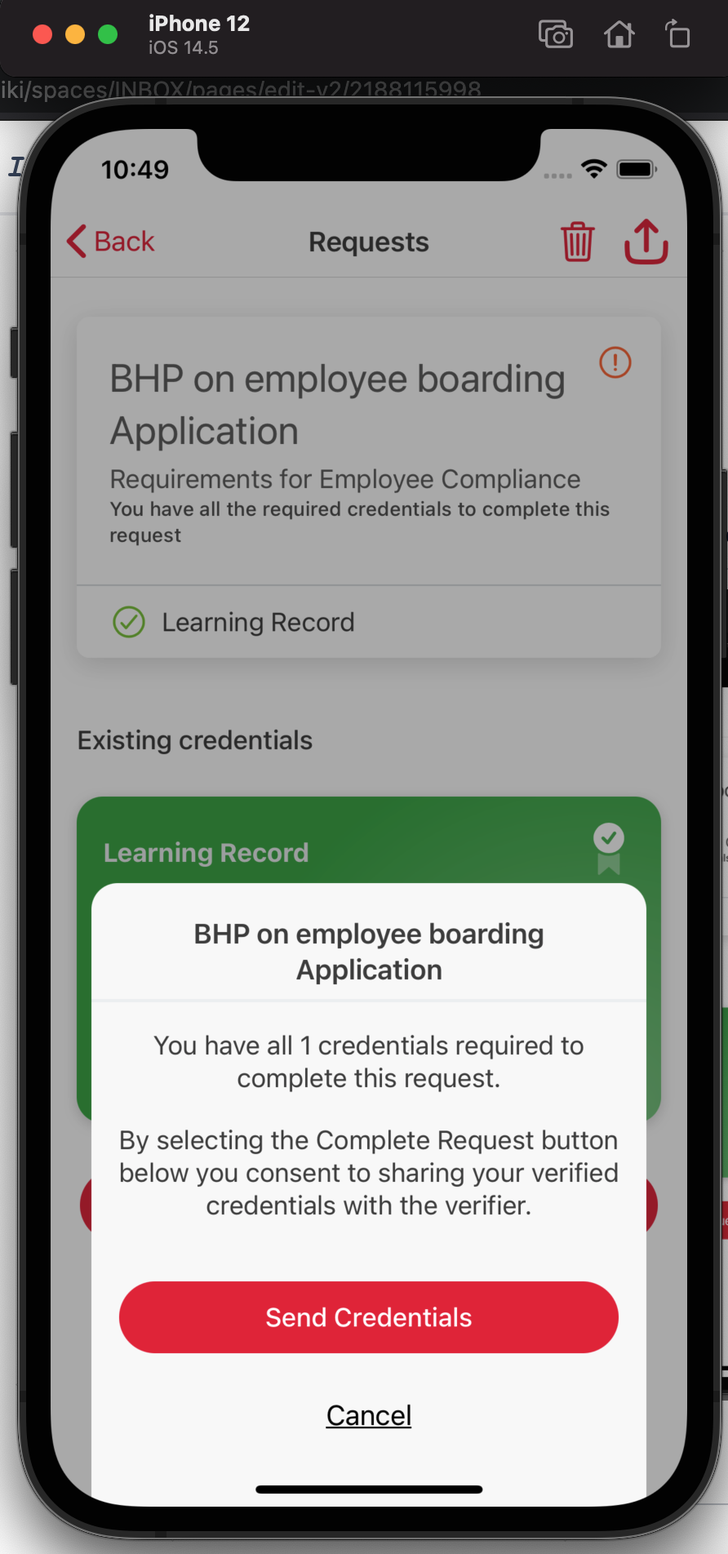 iPhone 12
iOS 14.5
iki/spaces/INBOX/pages/edit-v2/2188115998
10:49
Back
Requests
BHP on employee boarding
Application
Requirements for Employee Compliance
You have all the required credentials to complete this
request
Learning Record
Existing credentials
Learning Record
BHP on employee boarding
Application
You have all 1 credentials required to
complete this request.
By selecting the Complete Request button
below you consent to sharing your verified
credentials with the verifier.
Send Credentials
Cancel